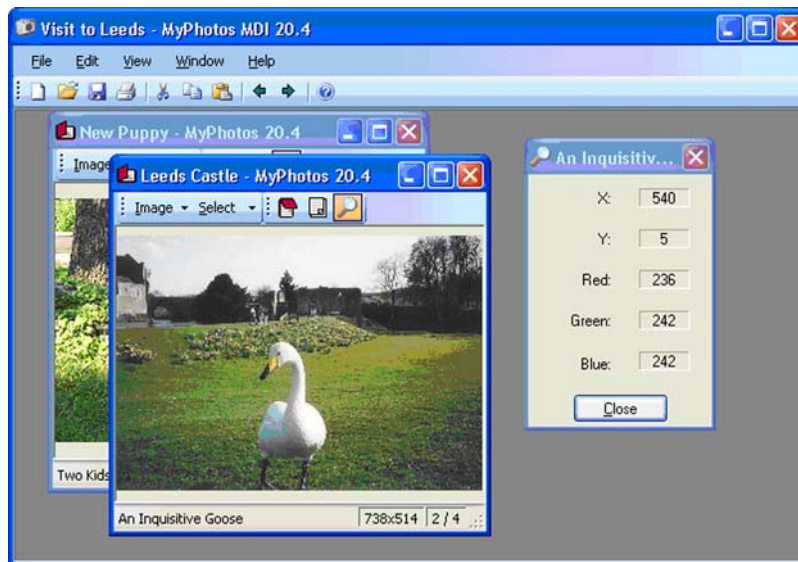 Visit to Leeds - MyPhotos MDI 20.4
File Edit View Window Help
New Puppy - MyPhotos 20.4
Image
Leeds Castle - MyPhotos 20.4
Image Select
An Inquisitive Goose 738x514 2 / 4
Two Kids
An Inquisitiv...
X: 540
Y: 5
Red: 236
Green: 242
Blue: 242
Close